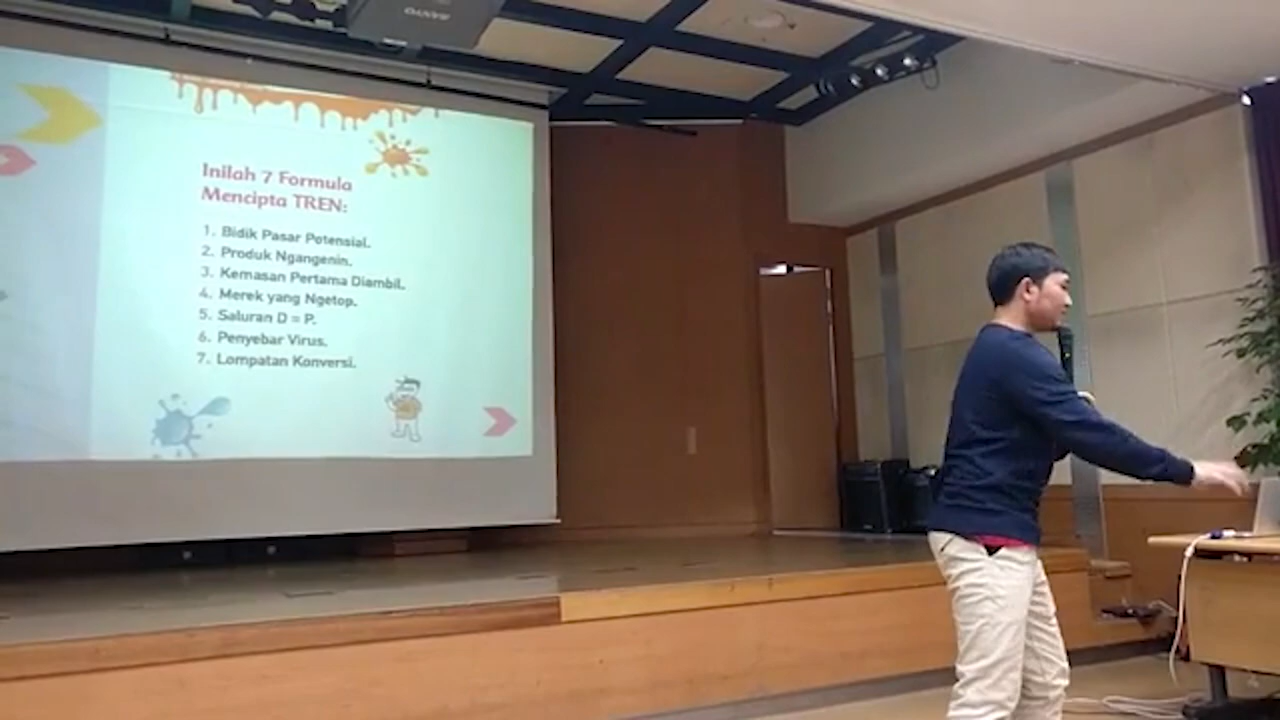 SANYO
Inilah 7 Formula
Mencipta TREN:
1. Bidik Pasar Potensial.
2. Produk Ngangenin.
3. Kemasan Pertama Diambil.
4. Merek yang Ngetop.
5. Saluran D = P.
6. Penyebar Virus.
7. Lompatan Konversi.